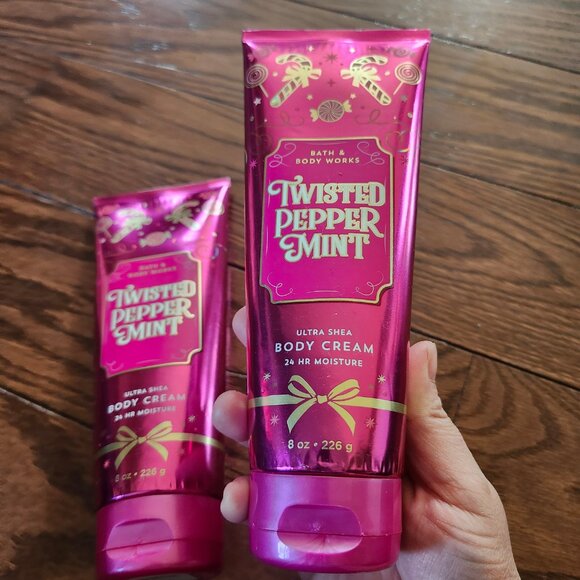 BATH &
BODY WORKS
TWISTED
PEPPER
MINT
ULTRA SHEA
BODY CREAM
24 HR MOISTURE
8 oz • 226 g
BATH &
BODY WORKS
TWISTED
PEPPER
MINT
ULTRA SHEA
BODY CREAM
24 HR MOISTURE
8 oz • 226 g